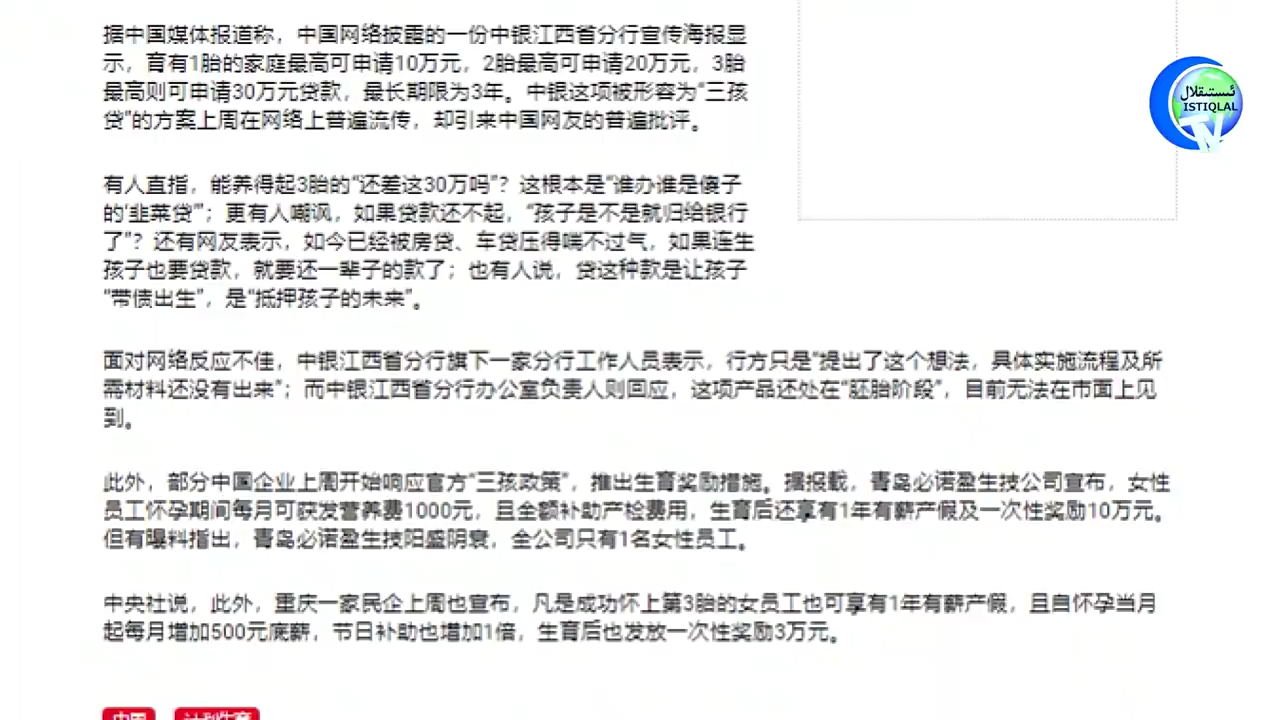 据中国媒体报道称，中国网络披露的一份中银江西省分行宣传海报显
示，育有1胎的家庭最高可申请10万元，2胎最高可申请20万元，3胎
最高则可申请30万元贷款，最长期限为3年。中银这项被形容为“三孩
贷”的方案上周在网络上普遍流传，却引来中国网友的普遍批评。
有人直指，能养得起3胎的“还差这30万吗”？这根本是“谁办谁是傻子
的‘韭菜贷’”；更有人嘲讽，如果贷款还不起，“孩子是不是就归给银行
了”？还有网友表示，如今已经被房贷、车贷压得喘不过气，如果连生
孩子也要贷款，就要还一辈子的款了；也有人说，贷这种款是让孩子
“带债出生”，是“抵押孩子的未来”。
面对网络反应不佳，中银江西省分行旗下一家分行工作人员表示，行方只是“提出了这个想法，具体实施流程及所
需材料还没有出来”；而中银江西省分行办公室负责人则回应，这项产品还处在“胚胎阶段”，目前无法在市面上见
到。
此外，部分中国企业上周开始响应官方“三孩政策”，推出生育奖励措施。据报载，青岛必诺盈生技公司宣布，女性
员工怀孕期间每月可获发营养费1000元，且全额补助产检费用，生育后还享有1年有薪产假及一次性奖励10万元。
但有曝料指出，青岛必诺盈生技阳盛阴衰，全公司只有1名女性员工。
中央社说，此外，重庆一家民企上周也宣布，凡是成功怀上第3胎的女员工也可享有1年有薪产假，且自怀孕当月
起每月增加500元底薪，节日补助也增加1倍，生育后也发放一次性奖励3万元。
中国 计划生育
ئىستىقلال
ISTIQLAL
TV